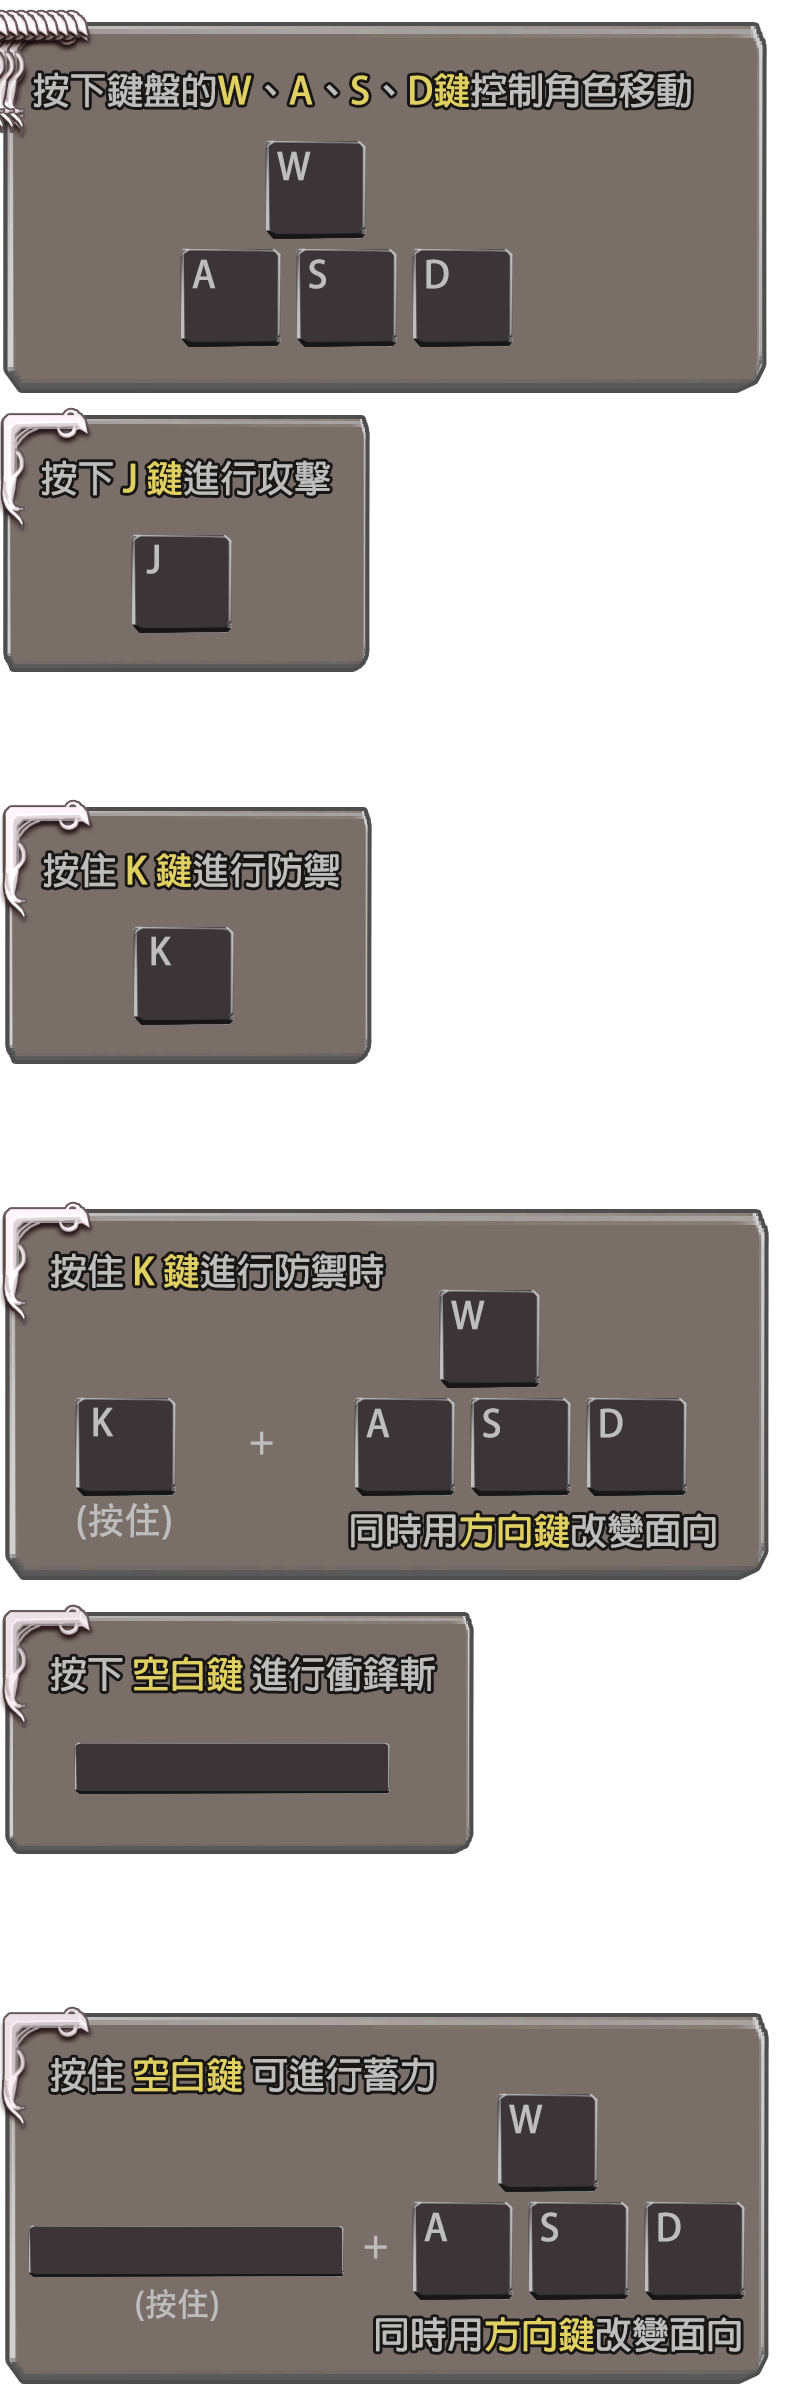 按下鍵盤的W、A、S、D鍵控制角色移動
W
A S D
按下 J 鍵進行攻擊
J
按住 K 鍵進行防禦
K
按住 K 鍵進行防禦時
W
K + A S D
(按住)
同時用方向鍵改變面向
按下 空白鍵 進行衝鋒斬
按住 空白鍵 可進行蓄力
W
+ A S D
(按住)
同時用方向鍵改變面向